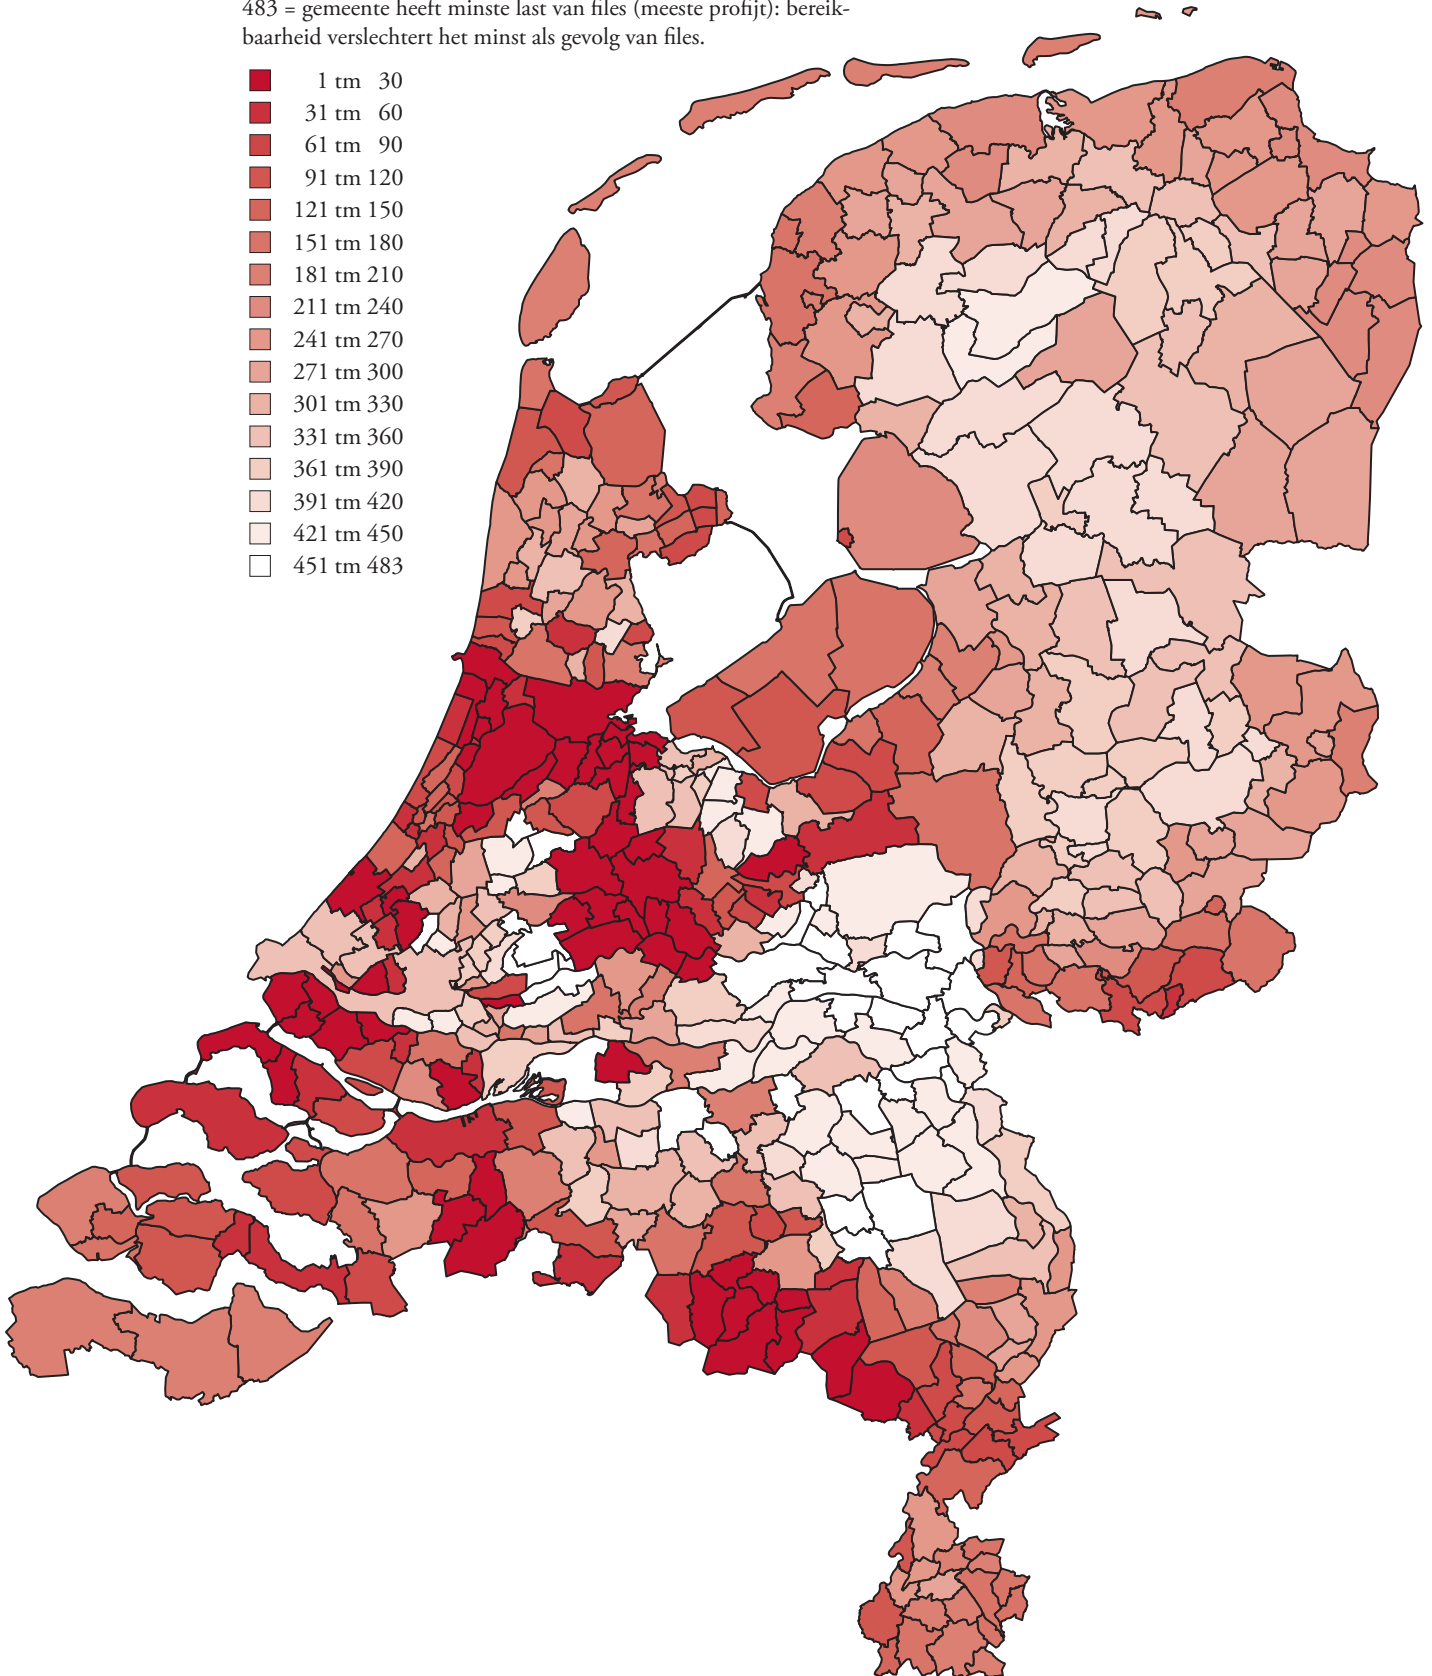 483 = gemeente heeft minste last van files (meeste profijt): bereik-
baarheid verslechtert het minst als gevolg van files.
1 tm 30
31 tm 60
61 tm 90
91 tm 120
121 tm 150
151 tm 180
181 tm 210
211 tm 240
241 tm 270
271 tm 300
301 tm 330
331 tm 360
361 tm 390
391 tm 420
421 tm 450
451 tm 483